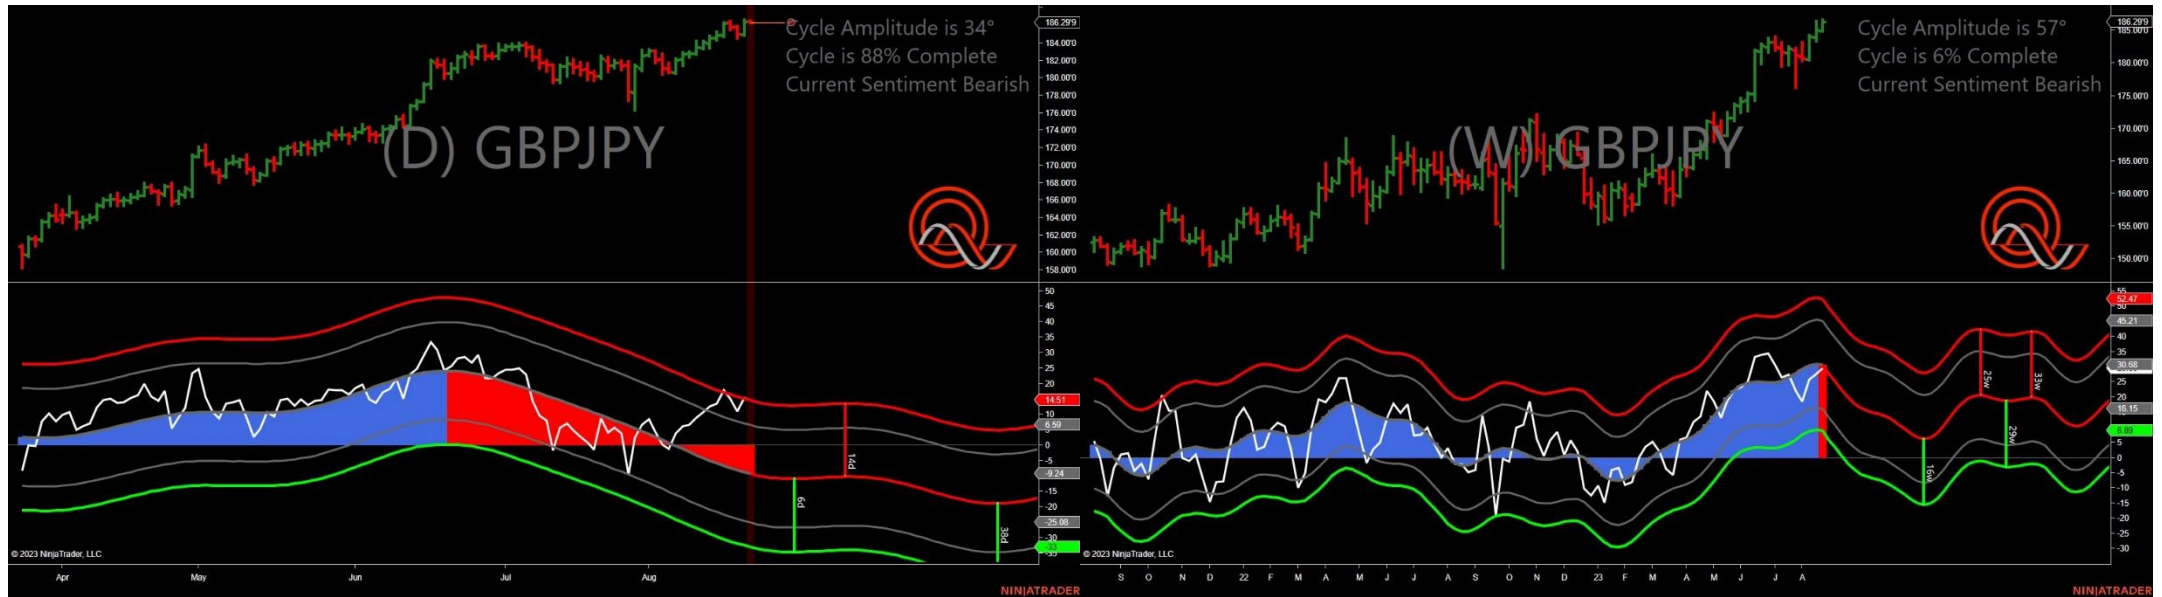 Cycle Amplitude is 34°
Cycle is 88% Complete
Current Sentiment Bearish
(D) GBPJPY
186.29'9
184.00'0
182.00'0
180.00'0
178.00'0
176.00'0
174.00'0
172.00'0
170.00'0
168.00'0
166.00'0
164.00'0
162.00'0
160.00'0
158.00'0
50
45
40
35
30
25
20
14.51
10
6.59
0
-5
-9.24
-15
-20
-25.08
-30
-35
14d
6d
38d
© 2023 NinjaTrader, LLC
Apr May Jun Jul Aug
NINJATRADER
Cycle Amplitude is 57°
Cycle is 6% Complete
Current Sentiment Bearish
(W) GBPJPY
186.29'9
185.00'0
180.00'0
175.00'0
170.00'0
165.00'0
160.00'0
155.00'0
150.00'0
55
52.47
50
45.21
40
35
30.68
25
20
16.15
8.89
5
0
-5
-10
-15
-20
-25
-30
25w
33w
29w
16w
© 2023 NinjaTrader, LLC
S O N D 22 F M A M J J A S O N D 23 F M A M J J A
NINJATRADER